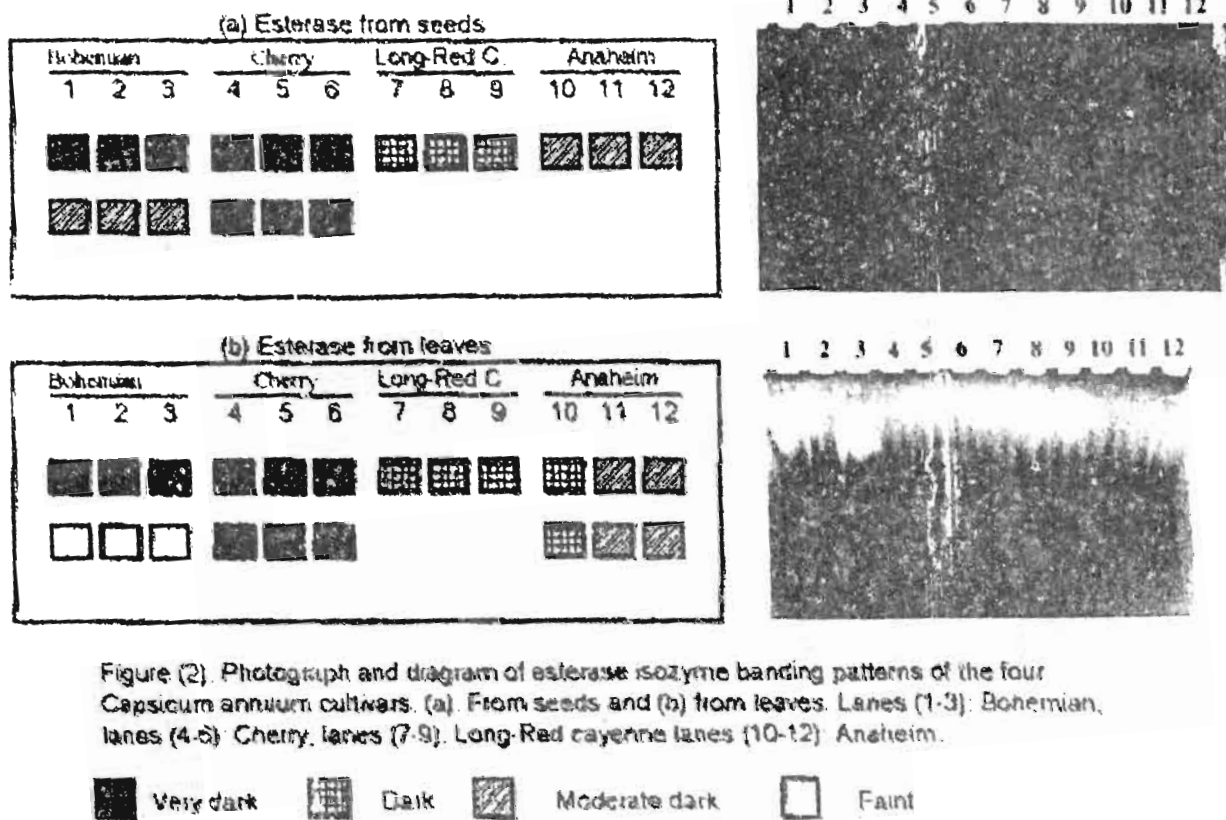 (a) Esterase from seeds
Bohemian Cherry Long-Red C. Anaheim
1 2 3 4 5 6 7 8 9 10 11 12
1 2 3 4 5 6 7 8 9 10 11 12
(b) Esterase from leaves
Bohemian Cherry Long-Red C Anaheim
1 2 3 4 5 6 7 8 9 10 11 12
1 2 3 4 5 6 7 8 9 10 11 12
Figure (2). Photograph and diagram of esterase isozyme banding patterns of the four
Capsicum annuum cultivars. (a). From seeds and (b) from leaves. Lanes (1-3): Bohemian,
lanes (4-6) Cherry, lanes (7-9). Long-Red cayenne lanes (10-12) Anaheim.
Very dark Dark Moderate dark Faint